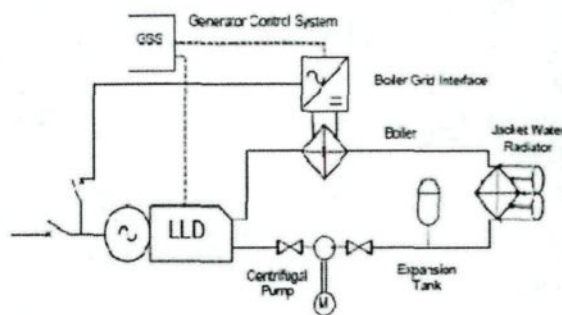 Generator Control System
GSS
Boiler Grid Interface
Boiler
Jacket Water
Radiator
LLD
Centrifugal
Pump
M
Expansion
Tank